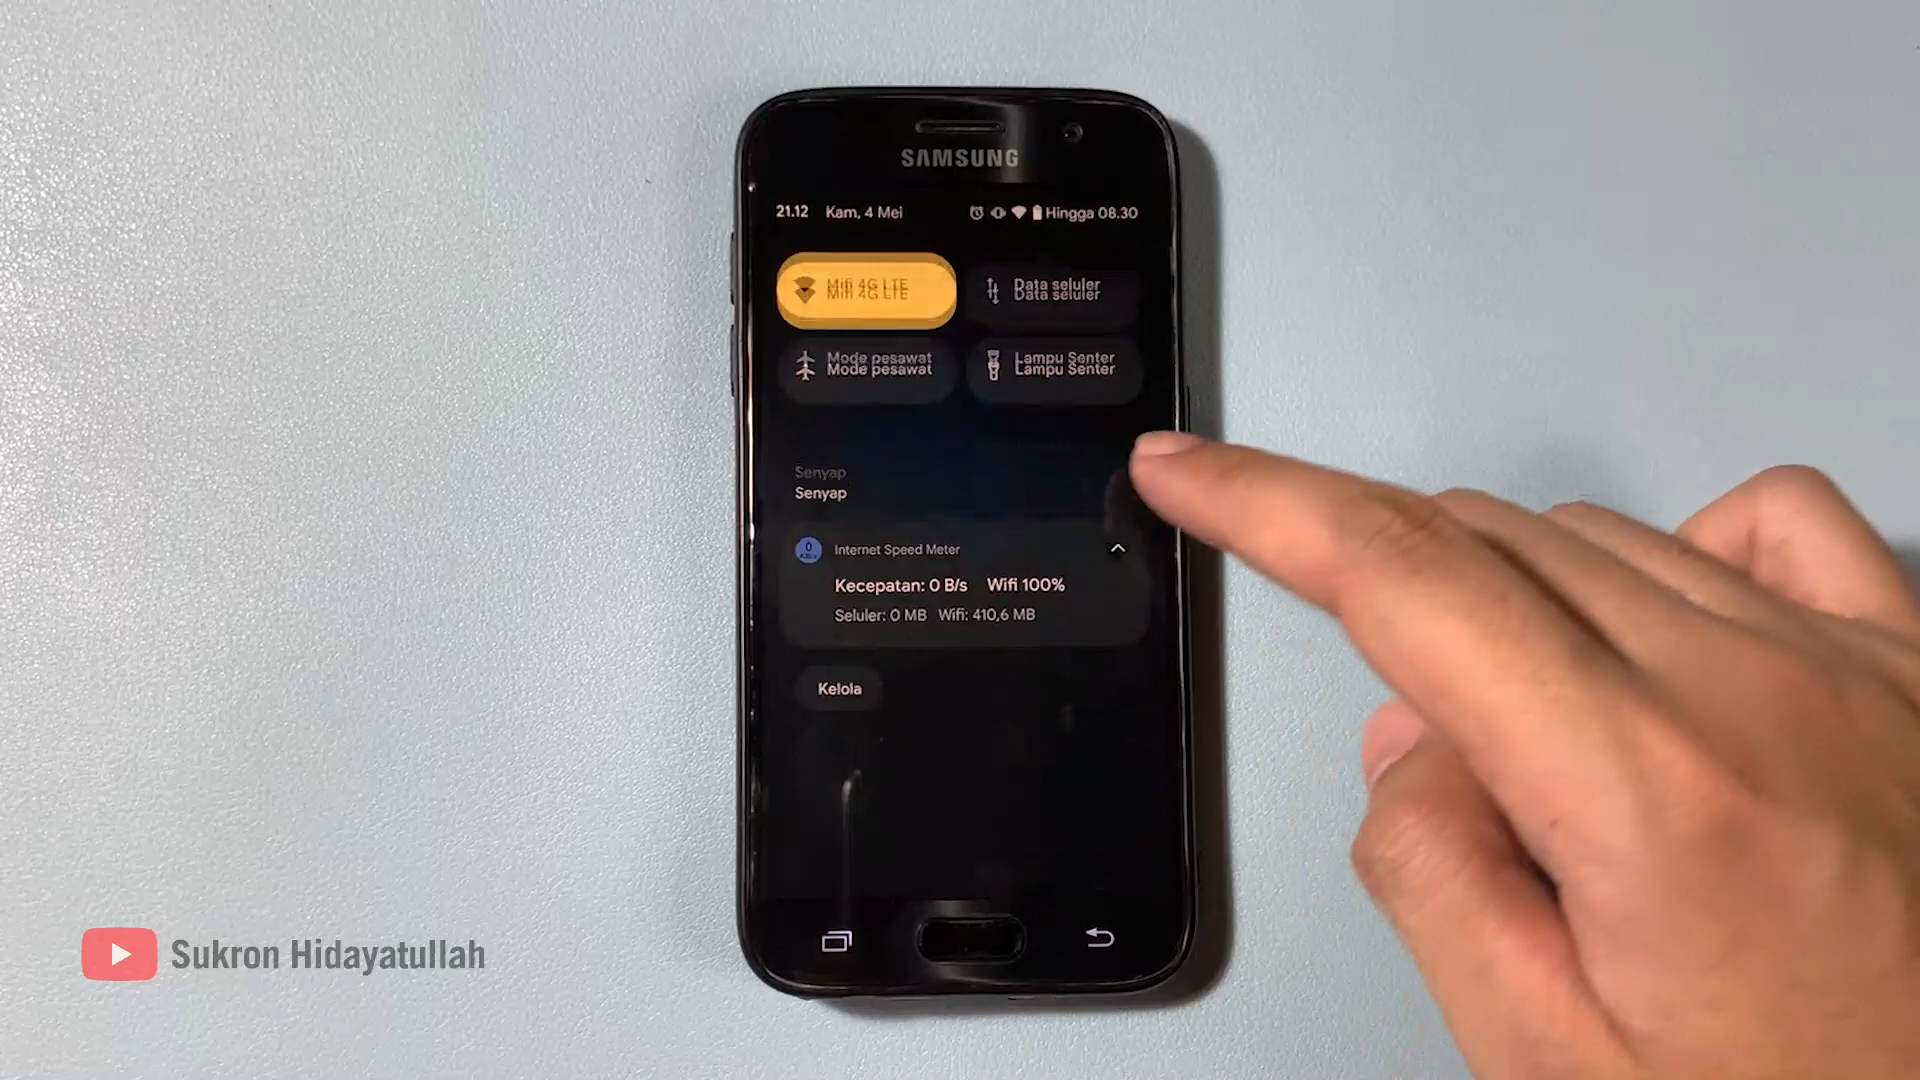 SAMSUNG
21.12 Kam, 4 Mei Hingga 08.30
Mifi 4G LTE Data seluler
Mode pesawat Lampu Senter
Senyap
Internet Speed Meter
Kecepatan: 0 B/s Wifi 100%
Seluler: 0 MB Wifi: 410,6 MB
Kelola
Sukron Hidayatullah